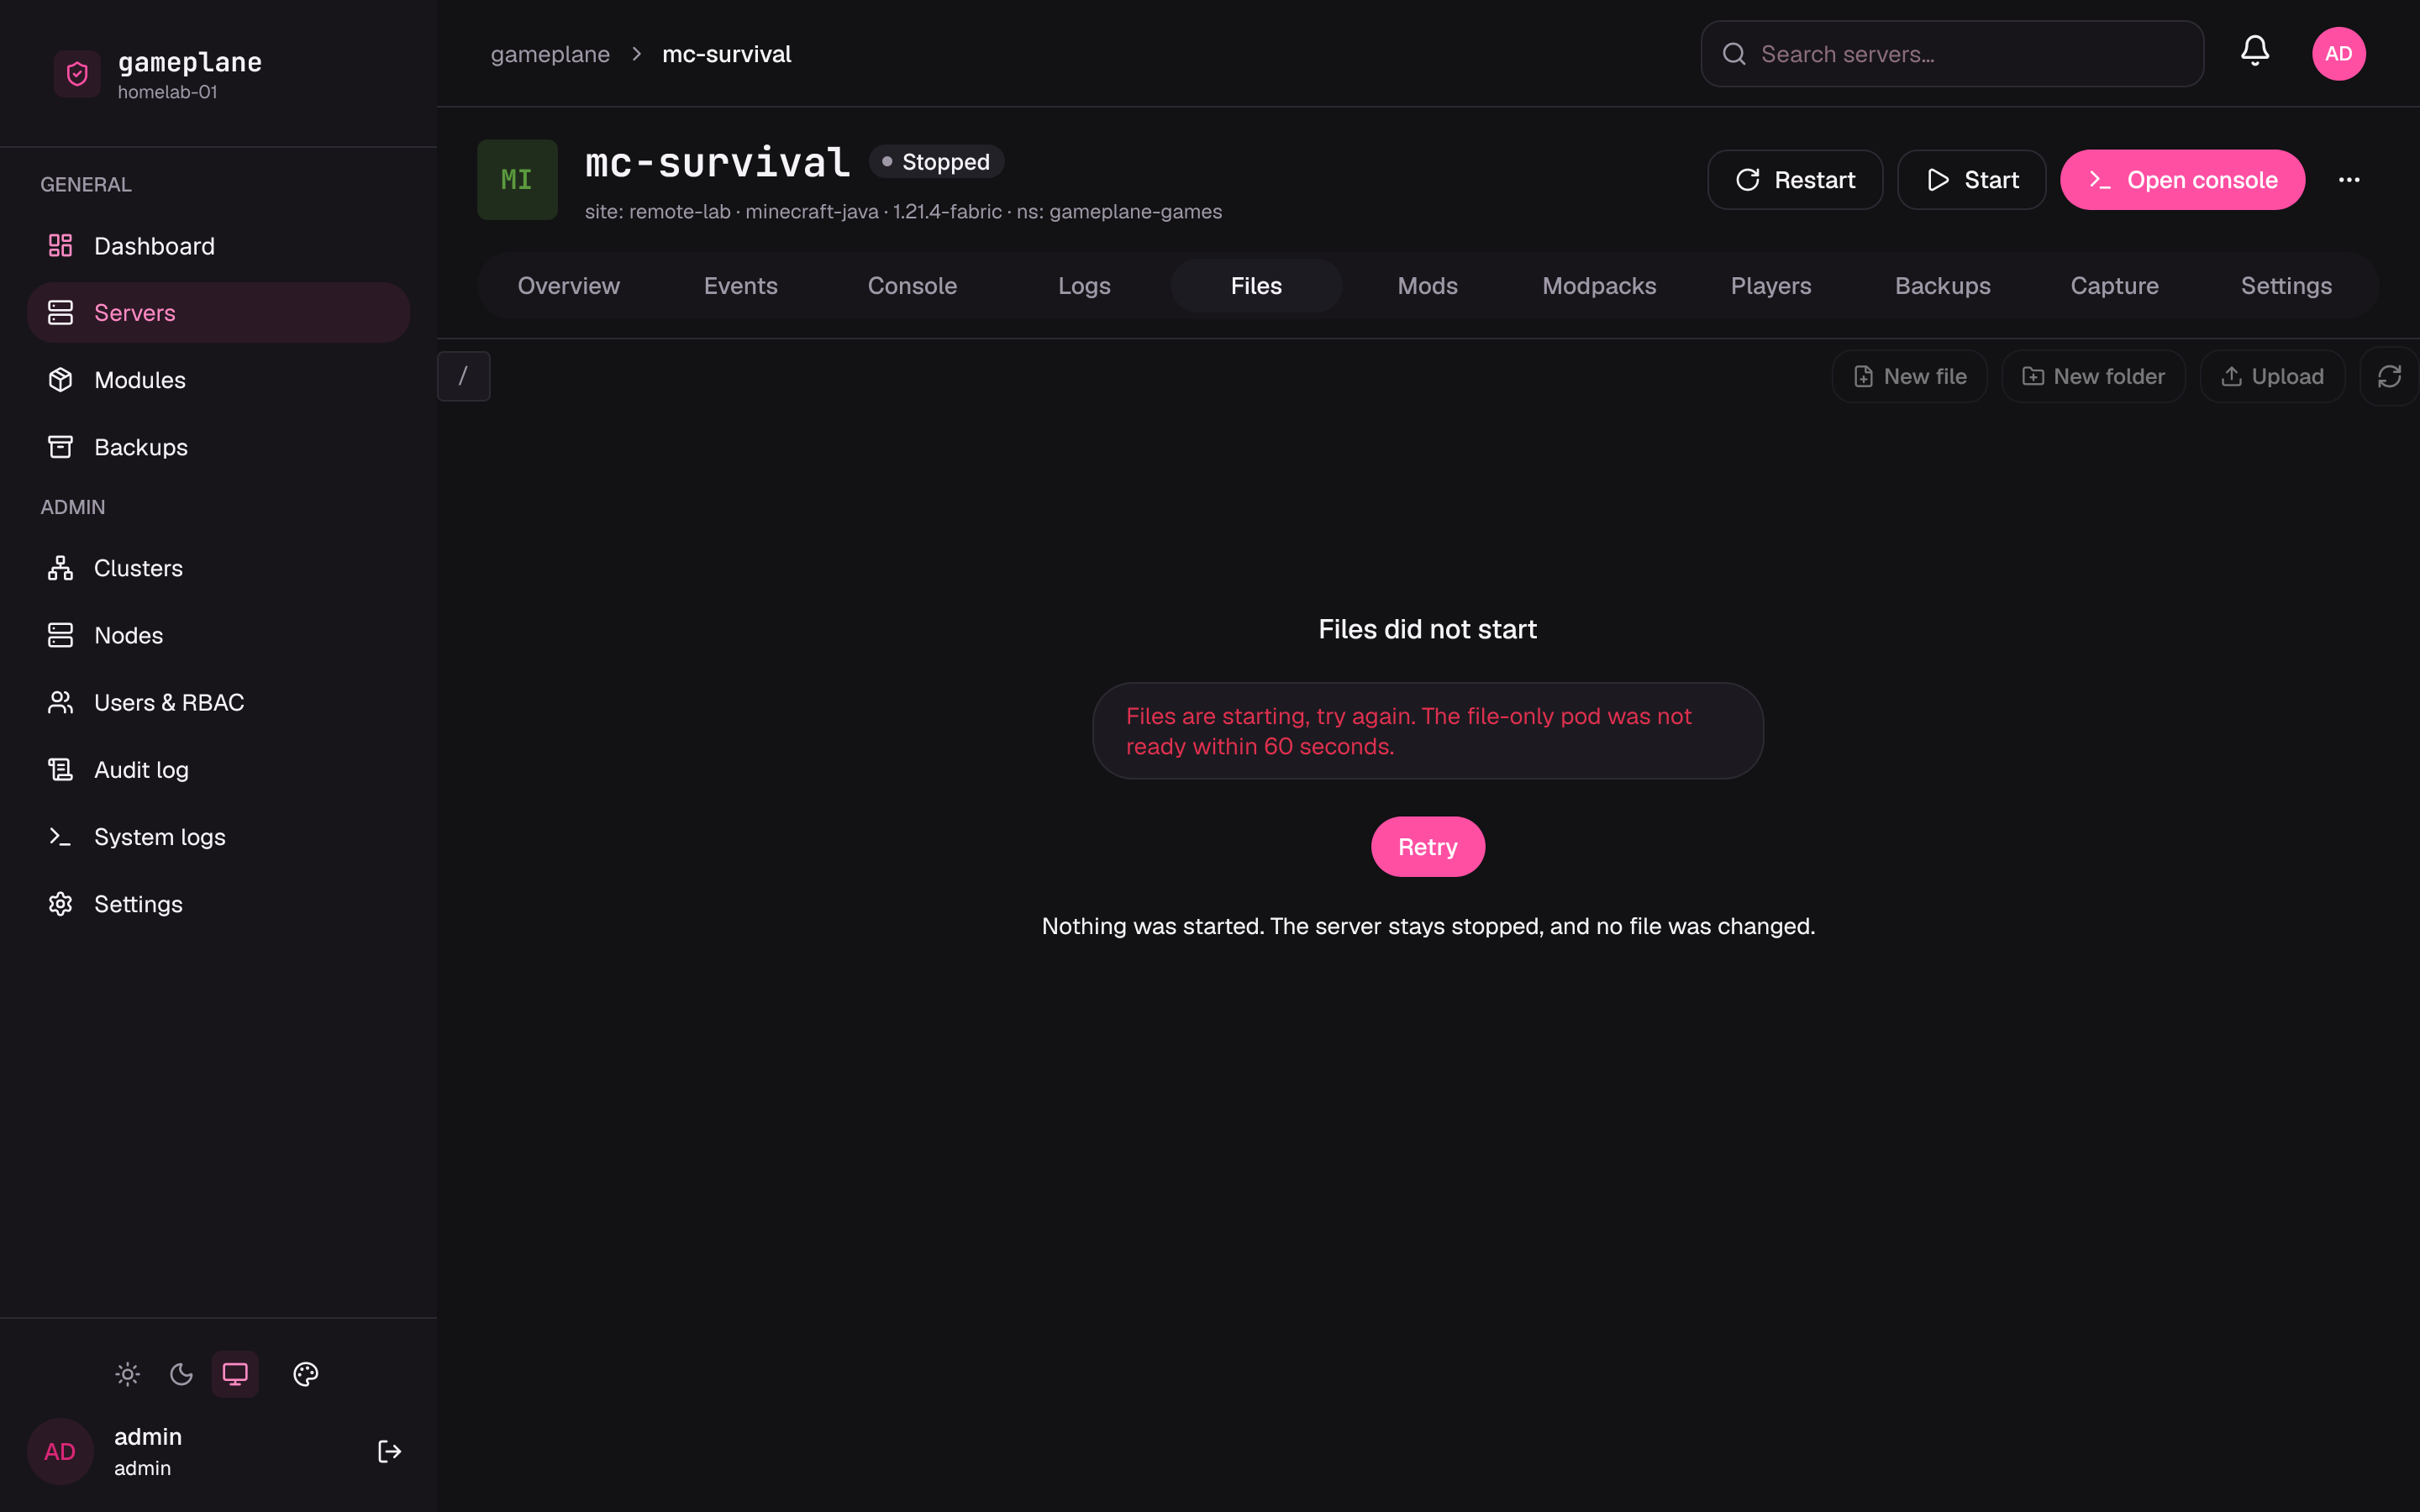 gameplane
homelab-01
GENERAL
Dashboard
Servers
Modules
Backups
ADMIN
Clusters
Nodes
Users & RBAC
Audit log
System logs
Settings
AD
admin
admin
gameplane > mc-survival
Search servers...
AD
MI
mc-survival
Stopped
site: remote-lab · minecraft-java · 1.21.4-fabric · ns: gameplane-games
Restart
Start
Open console
Overview
Events
Console
Logs
Files
Mods
Modpacks
Players
Backups
Capture
Settings
/
New file
New folder
Upload
Files did not start
Files are starting, try again. The file-only pod was not
ready within 60 seconds.
Retry
Nothing was started. The server stays stopped, and no file was changed.